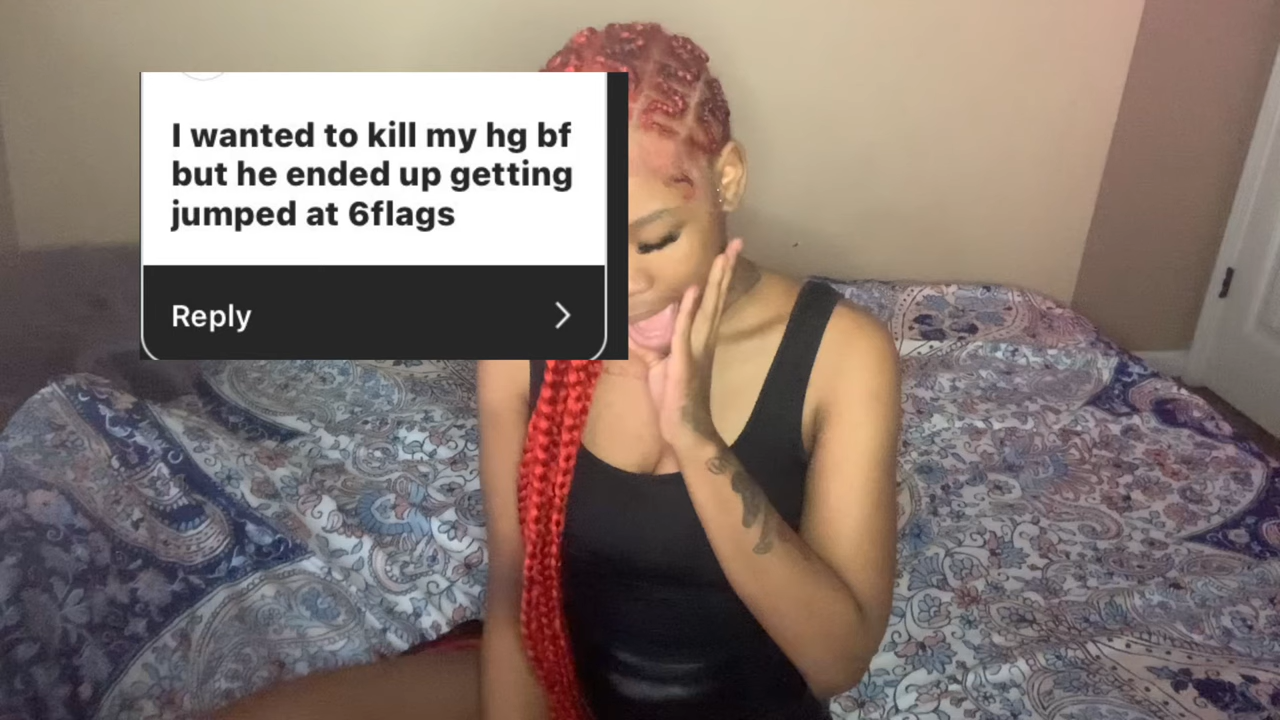 I wanted to kill my hg bf
but he ended up getting
jumped at 6flags
Reply